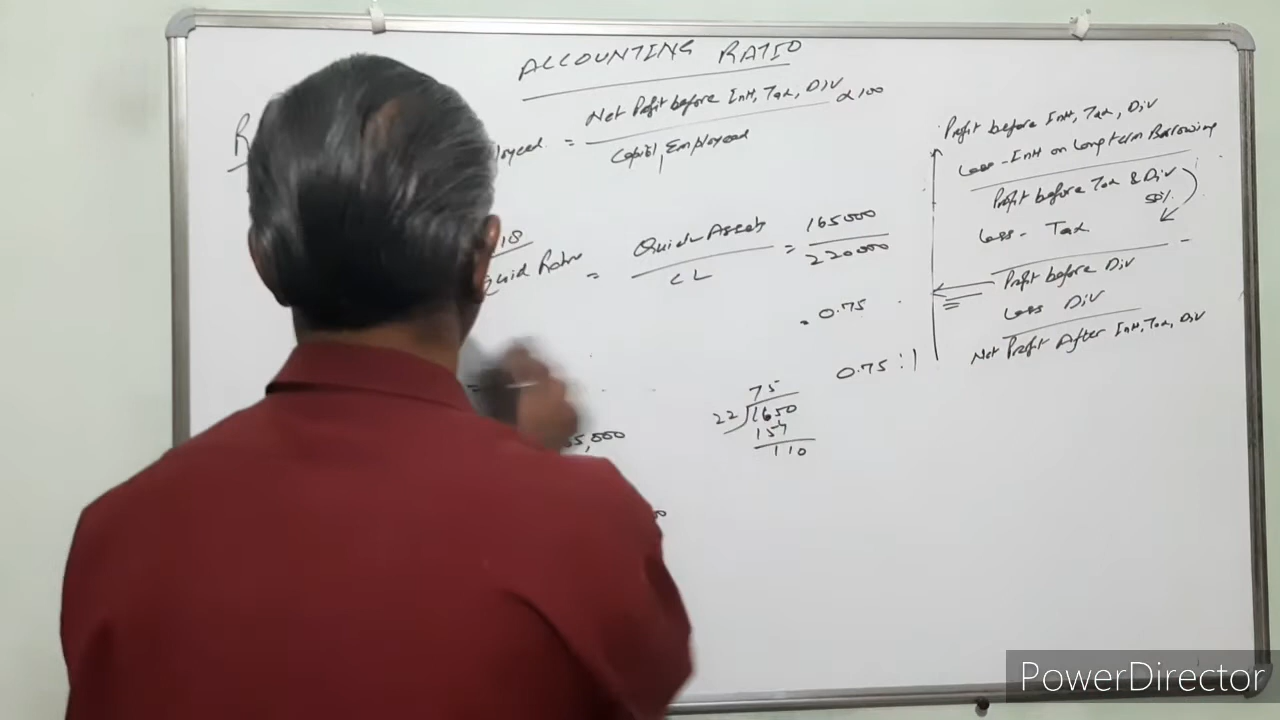 ACCOUNTING RATIO
R
= Net Profit before Int, Tax, Div
Employed
x 100
18
Quid Ratio = Quick Assets = 165000
CL 220000
= 0.75
0.75 : 1
75
22 1650
154
110
Profit before Int, Tax, Div
Less - Int on Long term Borrowing
Profit before Tax & Div
50%
Less - Tax
Profit before Div
Less Div
Net Profit After Int, Tax, Div
PowerDirector